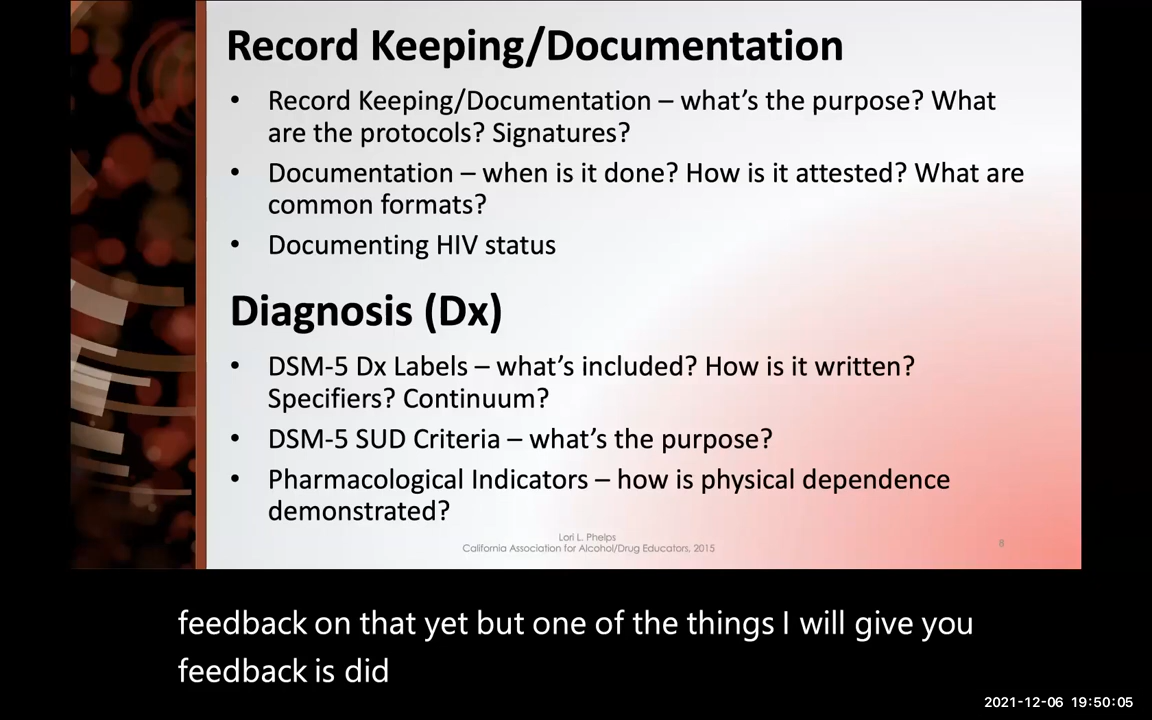 Record Keeping/Documentation
• Record Keeping/Documentation – what's the purpose? What
are the protocols? Signatures?
• Documentation – when is it done? How is it attested? What are
common formats?
• Documenting HIV status
Diagnosis (Dx)
• DSM-5 Dx Labels – what's included? How is it written?
Specifiers? Continuum?
• DSM-5 SUD Criteria – what's the purpose?
• Pharmacological Indicators – how is physical dependence
demonstrated?
Lori L. Phelps
California Association for Alcohol/Drug Educators, 2015
8
feedback on that yet but one of the things I will give you
feedback is did
2021-12-06 19:50:05